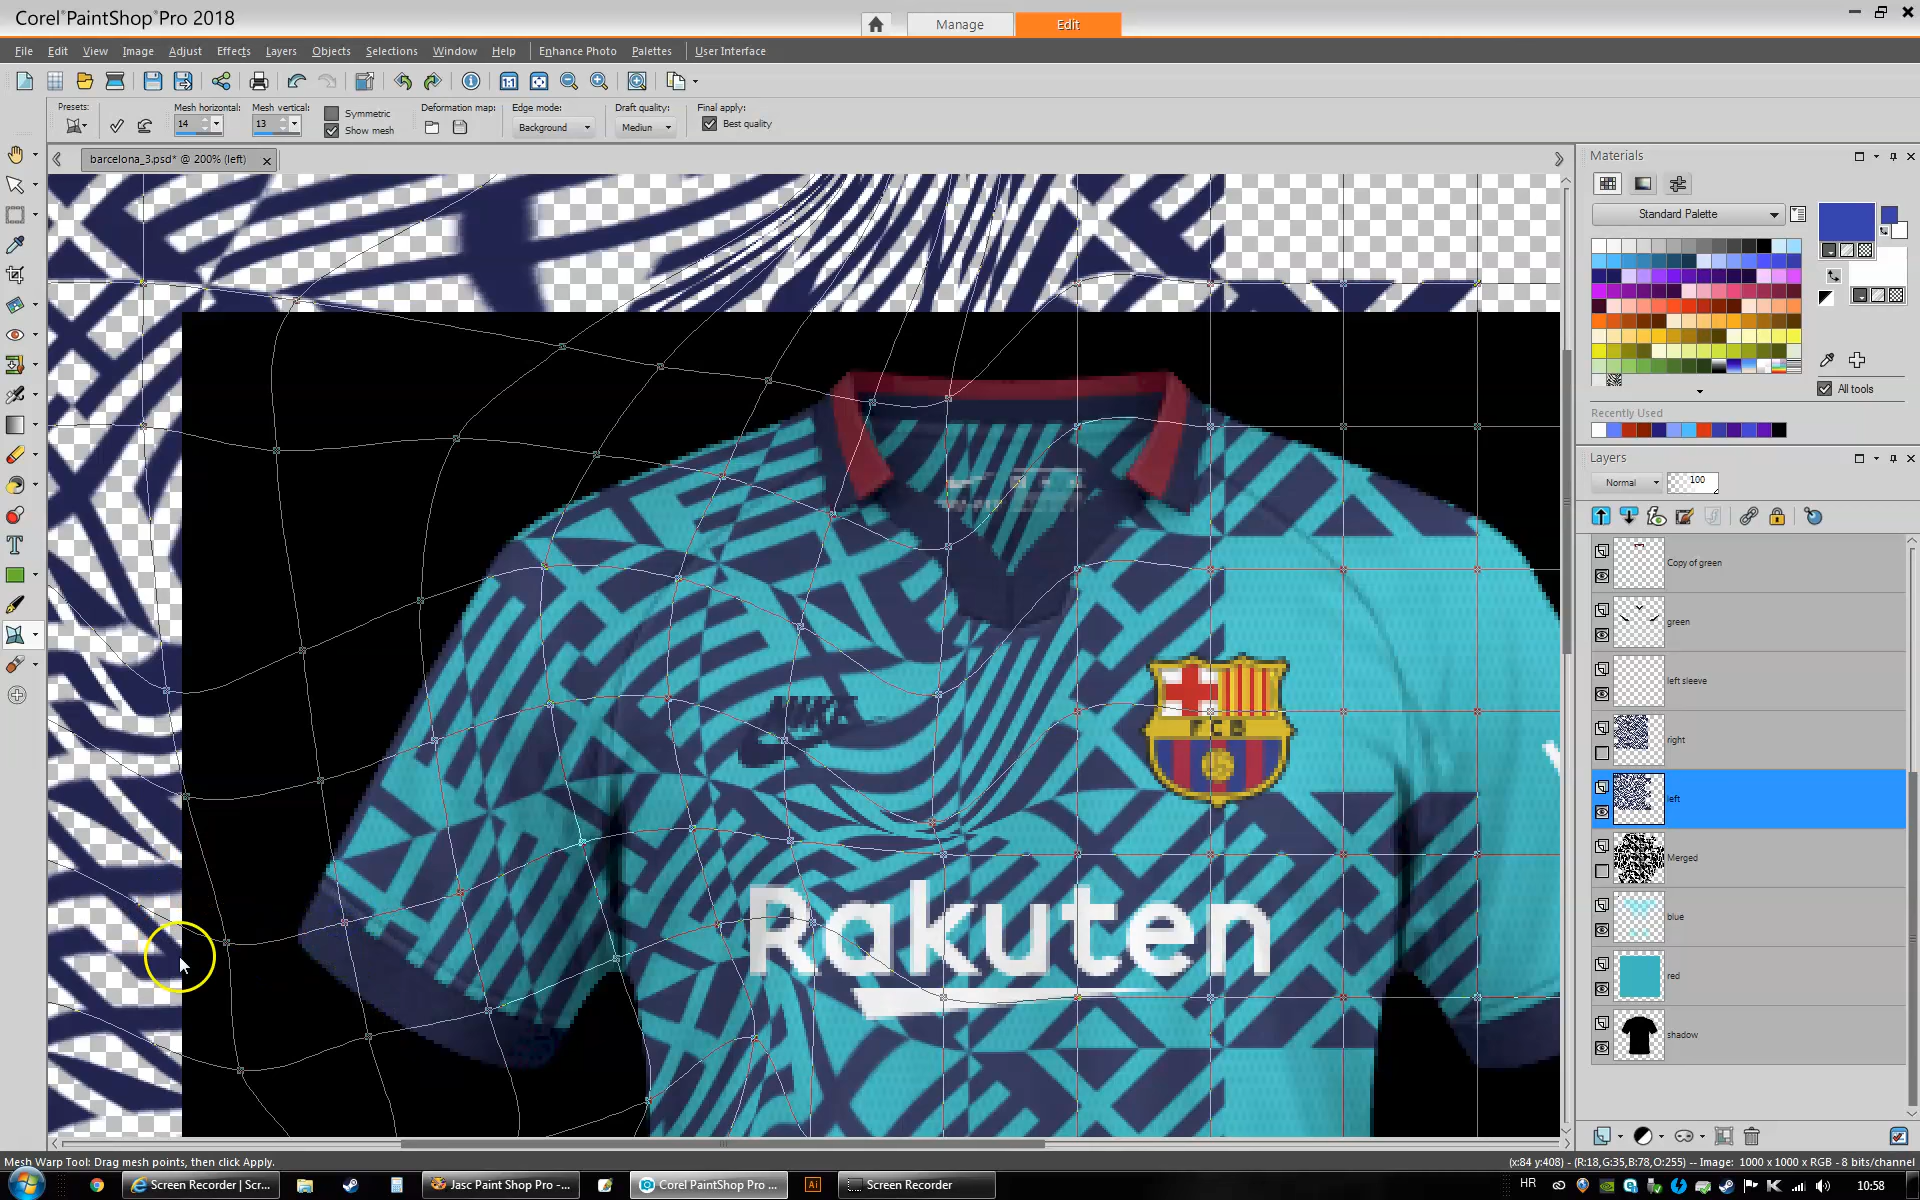 Corel PaintShop Pro 2018
Manage
Edit
File Edit View Image Adjust Effects Layers Objects Selections Window Help Enhance Photo Palettes User Interface
Presets:
Mesh horizontal:
14
Mesh vertical:
13
Symmetric
Show mesh
Deformation map:
Edge mode:
Background
Draft quality:
Mediun
Final apply:
Best quality
barcelona_3.psd* @ 200% (left)
Materials
Standard Palette
All tools
Recently Used
Layers
Normal
100
Copy of green
green
left sleeve
right
left
Merged
blue
red
shadow
F C B
Rakuten
Mesh Warp Tool: Drag mesh points, then click Apply.
(x:84 y:408) - (R:18,G:35,B:78,O:255) -- Image: 1000 x 1000 x RGB - 8 bits/channel
Screen Recorder | Scr...
Jasc Paint Shop Pro -...
Corel PaintShop Pro ...
Ai
Screen Recorder
HR
10:58